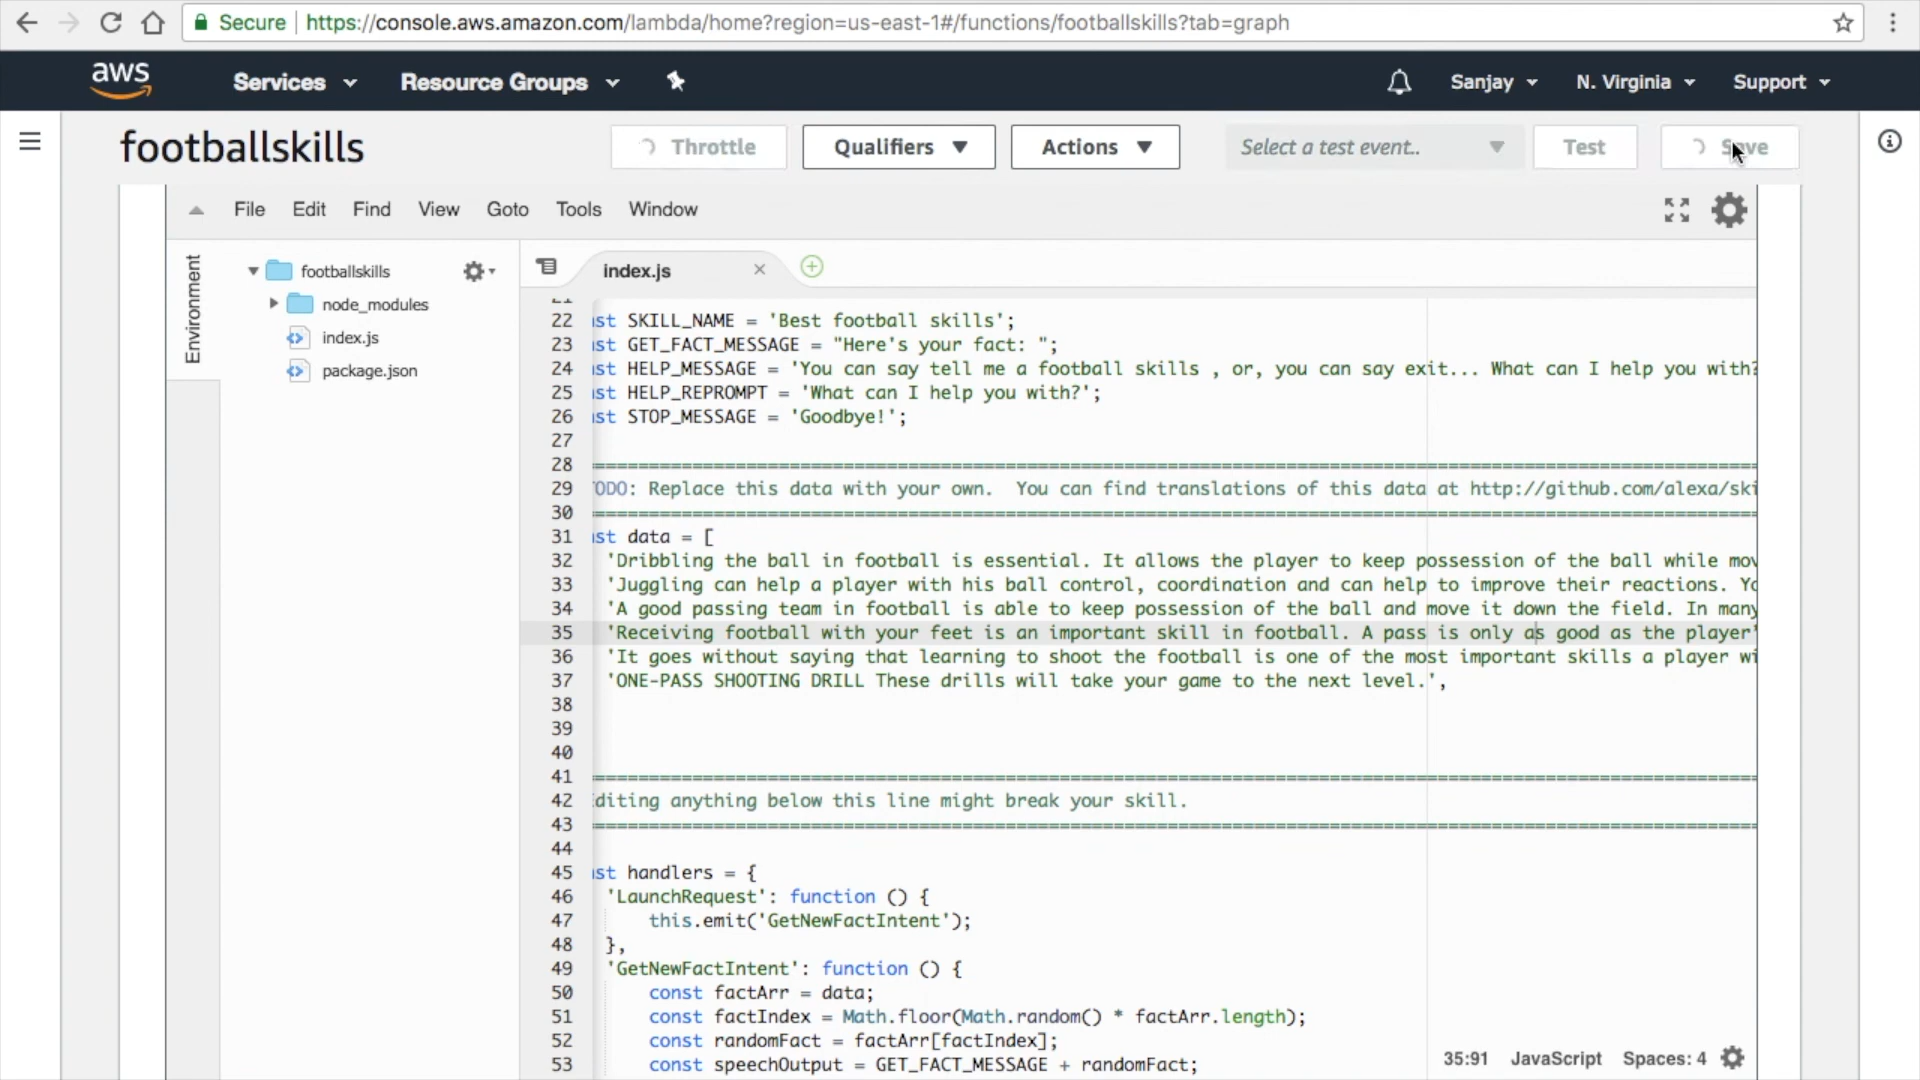 Secure https://console.aws.amazon.com/lambda/home?region=us-east-1#/functions/footballskills?tab=graph
aws Services Resource Groups Sanjay N. Virginia Support
footballskills Throttle Qualifiers Actions Select a test event.. Test Save
File Edit Find View Goto Tools Window
Environment
footballskills
node_modules
index.js
package.json
index.js
22 nst SKILL_NAME = 'Best football skills';
23 nst GET_FACT_MESSAGE = "Here's your fact: ";
24 nst HELP_MESSAGE = 'You can say tell me a football skills , or, you can say exit... What can I help you with?
25 nst HELP_REPROMPT = 'What can I help you with?';
26 nst STOP_MESSAGE = 'Goodbye!';
27
28 ==========
29 TODO: Replace this data with your own.  You can find translations of this data at http://github.com/alexa/ski
30 ==========
31 nst data = [
32 'Dribbling the ball in football is essential. It allows the player to keep possession of the ball while mov
33 'Juggling can help a player with his ball control, coordination and can help to improve their reactions. Yo
34 'A good passing team in football is able to keep possession of the ball and move it down the field. In many
35 'Receiving football with your feet is an important skill in football. A pass is only as good as the player'
36 'It goes without saying that learning to shoot the football is one of the most important skills a player wi
37 'ONE-PASS SHOOTING DRILL These drills will take your game to the next level.',
38
39
40
41 ==========
42 Editing anything below this line might break your skill.
43 ==========
44
45 nst handlers = {
46 'LaunchRequest': function () {
47 this.emit('GetNewFactIntent');
48 },
49 'GetNewFactIntent': function () {
50 const factArr = data;
51 const factIndex = Math.floor(Math.random() * factArr.length);
52 const randomFact = factArr[factIndex];
53 const speechOutput = GET_FACT_MESSAGE + randomFact;
35:91 JavaScript Spaces: 4